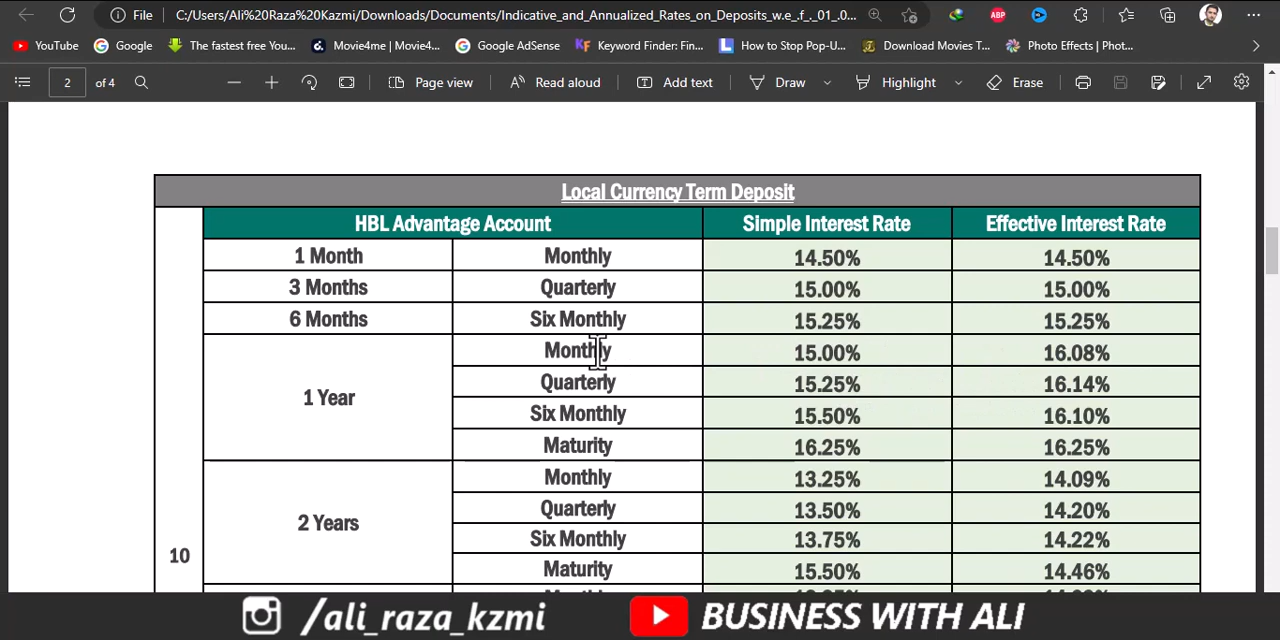 File C:/Users/Ali%20Raza%20Kazmi/Downloads/Documents/Indicative_and_Annualized_Rates_on_Deposits_w.e_.f_._01_0...
ABP
YouTube Google The fastest free You... Movie4me | Movie4... Google AdSense KF Keyword Finder: Fin... L How to Stop Pop-U... Download Movies T... Photo Effects | Phot...
2 of 4 Page view Read aloud Add text Draw Highlight Erase
Local Currency Term Deposit
HBL Advantage Account Simple Interest Rate Effective Interest Rate
1 Month Monthly 14.50% 14.50%
3 Months Quarterly 15.00% 15.00%
6 Months Six Monthly 15.25% 15.25%
Monthly 15.00% 16.08%
Quarterly 15.25% 16.14%
1 Year
Six Monthly 15.50% 16.10%
Maturity 16.25% 16.25%
Monthly 13.25% 14.09%
Quarterly 13.50% 14.20%
2 Years
Six Monthly 13.75% 14.22%
10
Maturity 15.50% 14.46%
/ali_raza_kzmi BUSINESS WITH ALI